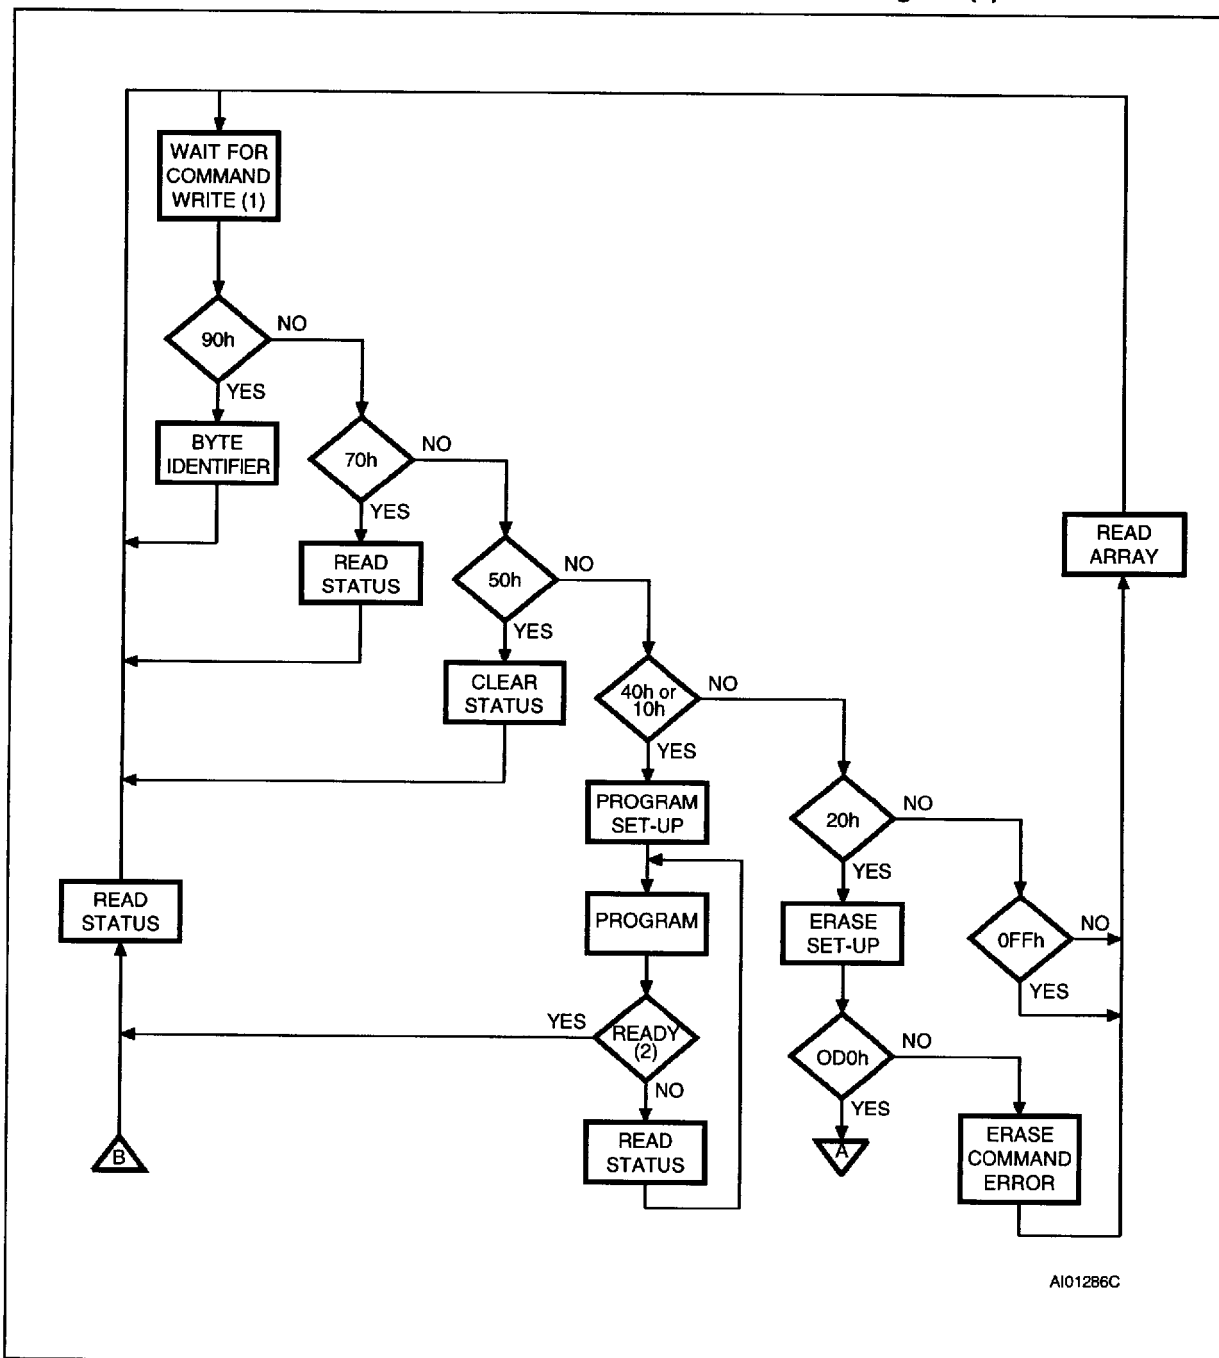 WAIT FOR
COMMAND
WRITE (1)
90h
NO
YES
BYTE
IDENTIFIER
70h
NO
YES
READ
STATUS
50h
NO
YES
CLEAR
STATUS
READ
ARRAY
40h or
10h
NO
YES
PROGRAM
SET-UP
20h
NO
YES
READ
STATUS
PROGRAM
ERASE
SET-UP
0FFh
NO
YES
YES
READY
(2)
NO
OD0h
NO
YES
B
READ
STATUS
A
ERASE
COMMAND
ERROR
AI01286C